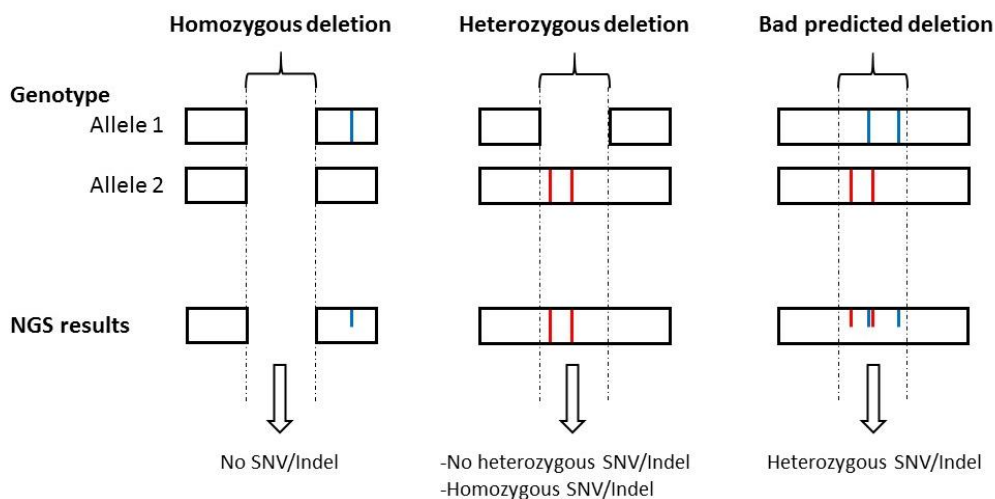 Homozygous deletion
Heterozygous deletion
Bad predicted deletion
Genotype
Allele 1
Allele 2
NGS results
No SNV/Indel
-No heterozygous SNV/Indel
-Homozygous SNV/Indel
Heterozygous SNV/Indel